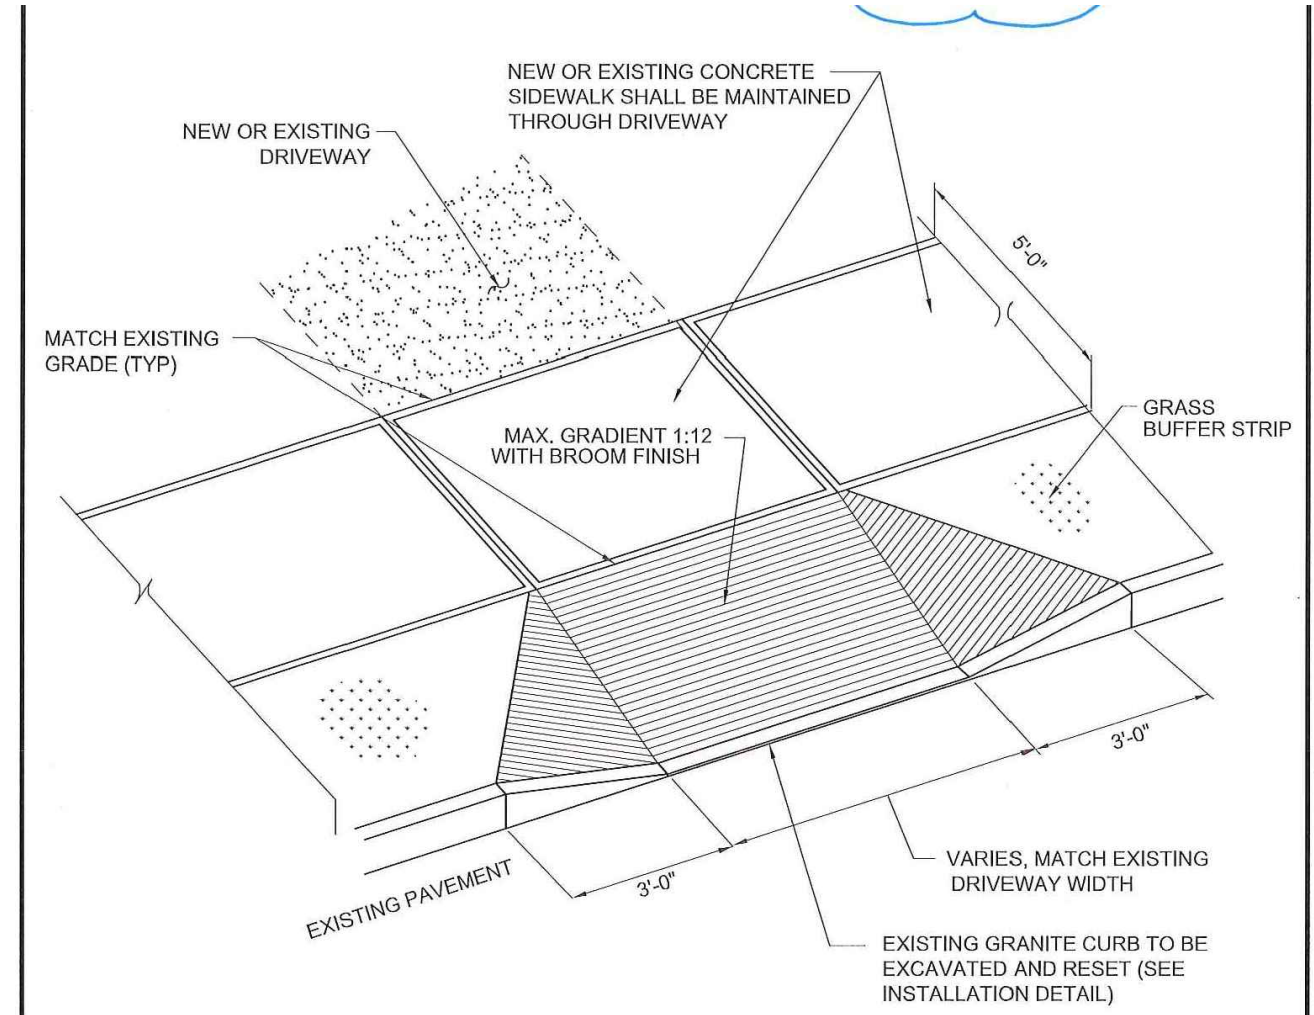 NEW OR EXISTING CONCRETE
SIDEWALK SHALL BE MAINTAINED
THROUGH DRIVEWAY
NEW OR EXISTING
DRIVEWAY
5'-0"
MATCH EXISTING
GRADE (TYP)
GRASS
BUFFER STRIP
MAX. GRADIENT 1:12
WITH BROOM FINISH
3'-0"
VARIES, MATCH EXISTING
DRIVEWAY WIDTH
3'-0"
EXISTING PAVEMENT
EXISTING GRANITE CURB TO BE
EXCAVATED AND RESET (SEE
INSTALLATION DETAIL)